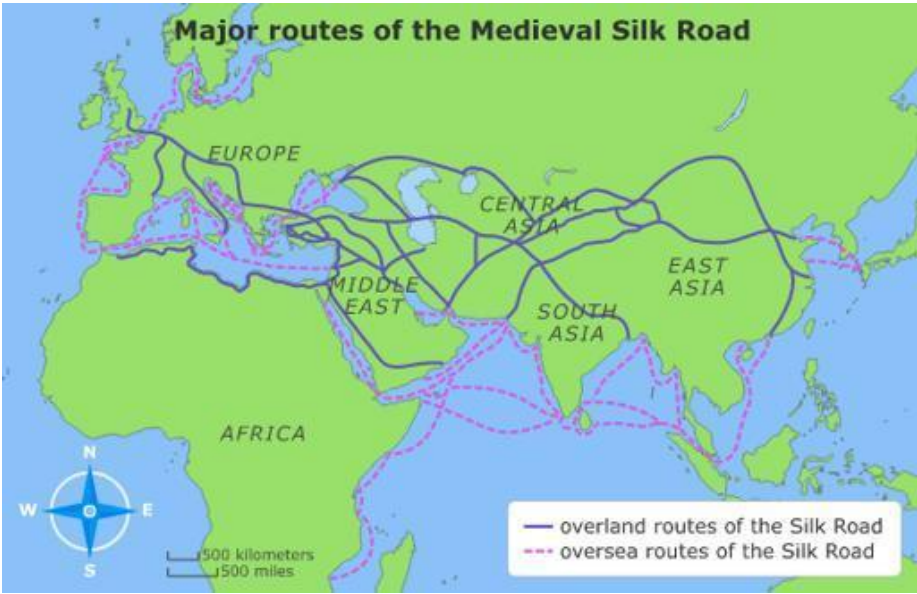 Major routes of the Medieval Silk Road
EUROPE
CENTRAL
ASIA
EAST
ASIA
MIDDLE
EAST
SOUTH
ASIA
AFRICA
N
W
O
E
S
500 kilometers
500 miles
overland routes of the Silk Road
oversea routes of the Silk Road